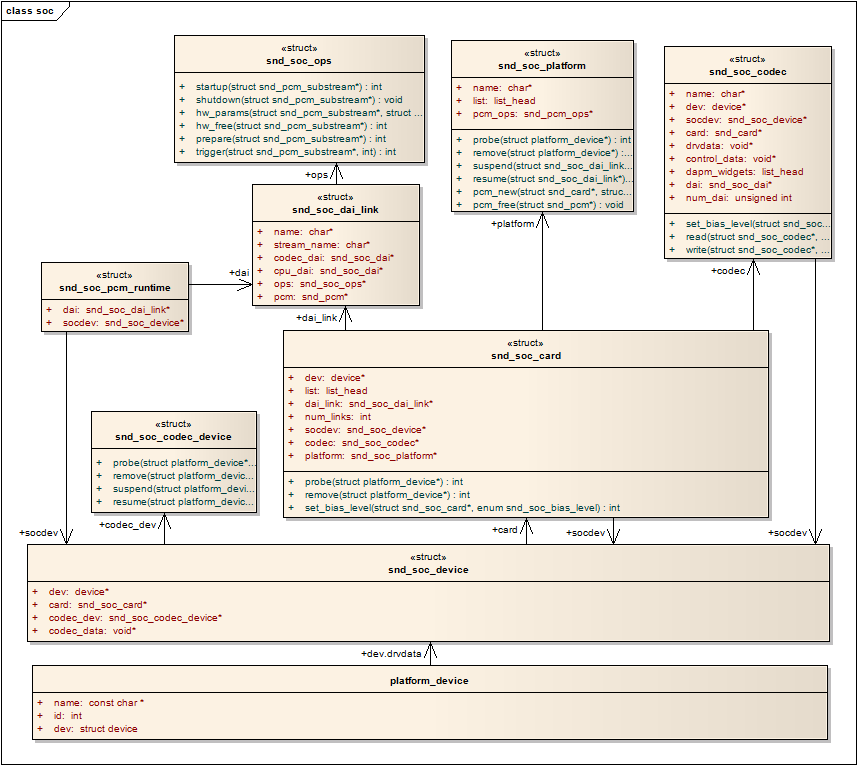 class soc
«struct»
snd_soc_ops
+ startup(struct snd_pcm_substream*) : int
+ shutdown(struct snd_pcm_substream*) : void
+ hw_params(struct snd_pcm_substream*, struct ...
+ hw_free(struct snd_pcm_substream*) : int
+ prepare(struct snd_pcm_substream*) : int
+ trigger(struct snd_pcm_substream*, int) : int
«struct»
snd_soc_platform
+ name: char*
+ list: list_head
+ pcm_ops: snd_pcm_ops*
+ probe(struct platform_device*) : int
+ remove(struct platform_device*) :...
+ suspend(struct snd_soc_dai_link...
+ resume(struct snd_soc_dai_link*)...
+ pcm_new(struct snd_card*, struc...
+ pcm_free(struct snd_pcm*) : void
«struct»
snd_soc_codec
+ name: char*
+ dev: device*
+ socdev: snd_soc_device*
+ card: snd_card*
+ drvdata: void*
+ control_data: void*
+ dapm_widgets: list_head
+ dai: snd_soc_dai*
+ num_dai: unsigned int
+ set_bias_level(struct snd_soc...
+ read(struct snd_soc_codec*, ...
+ write(struct snd_soc_codec*, ...
+ops
+platform
+codec
«struct»
snd_soc_dai_link
+ name: char*
+ stream_name: char*
+ codec_dai: snd_soc_dai*
+ cpu_dai: snd_soc_dai*
+ ops: snd_soc_ops*
+ pcm: snd_pcm*
+dai
«struct»
snd_soc_pcm_runtime
+ dai: snd_soc_dai_link*
+ socdev: snd_soc_device*
+dai_link
«struct»
snd_soc_card
+ dev: device*
+ list: list_head
+ dai_link: snd_soc_dai_link*
+ num_links: int
+ socdev: snd_soc_device*
+ codec: snd_soc_codec*
+ platform: snd_soc_platform*
+ probe(struct platform_device*) : int
+ remove(struct platform_device*) : int
+ set_bias_level(struct snd_soc_card*, enum snd_soc_bias_level) : int
«struct»
snd_soc_codec_device
+ probe(struct platform_device*...
+ remove(struct platform_devic...
+ suspend(struct platform_devi...
+ resume(struct platform_devic...
+socdev
+codec_dev
+card
+socdev
+socdev
«struct»
snd_soc_device
+ dev: device*
+ card: snd_soc_card*
+ codec_dev: snd_soc_codec_device*
+ codec_data: void*
+dev.drvdata
platform_device
+ name: const char *
+ id: int
+ dev: struct device